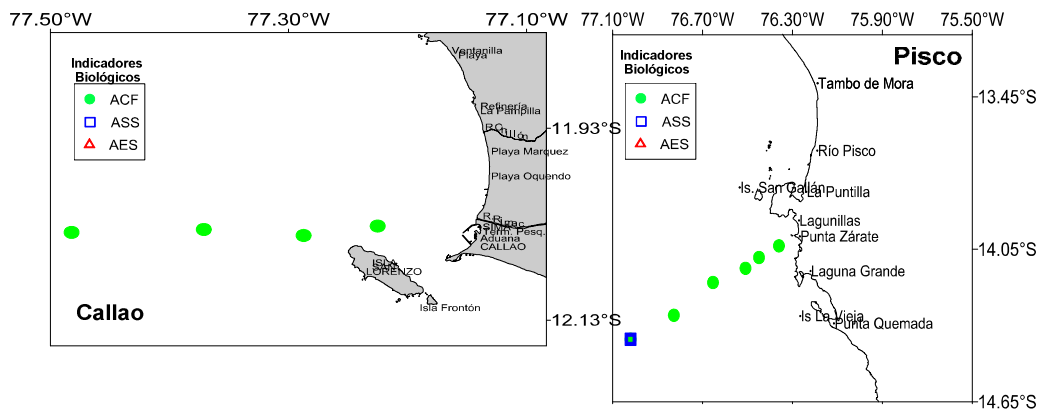 77.50°W 77.30°W 77.10°W
Indicadores
Biológicos
ACF
ASS
AES
Ventanilla
Playa
Refinería
La Pampilla
11.93°S
Playa Marquez
Playa Oquendo
SIMA
Term. Pesq.
Aduana
CALLAO
ISLA
SAN
LORENZO
Isla Frontón
12.13°S
Callao
77.10°W 76.70°W 76.30°W 75.90°W 75.50°W
Indicadores
Biológicos
ACF
ASS
AES
Pisco
Tambo de Mora
13.45°S
Río Pisco
Is. San Gallán
La Puntilla
Lagunillas
Punta Zárate
14.05°S
Laguna Grande
Is La Vieja
Punta Quemada
14.65°S